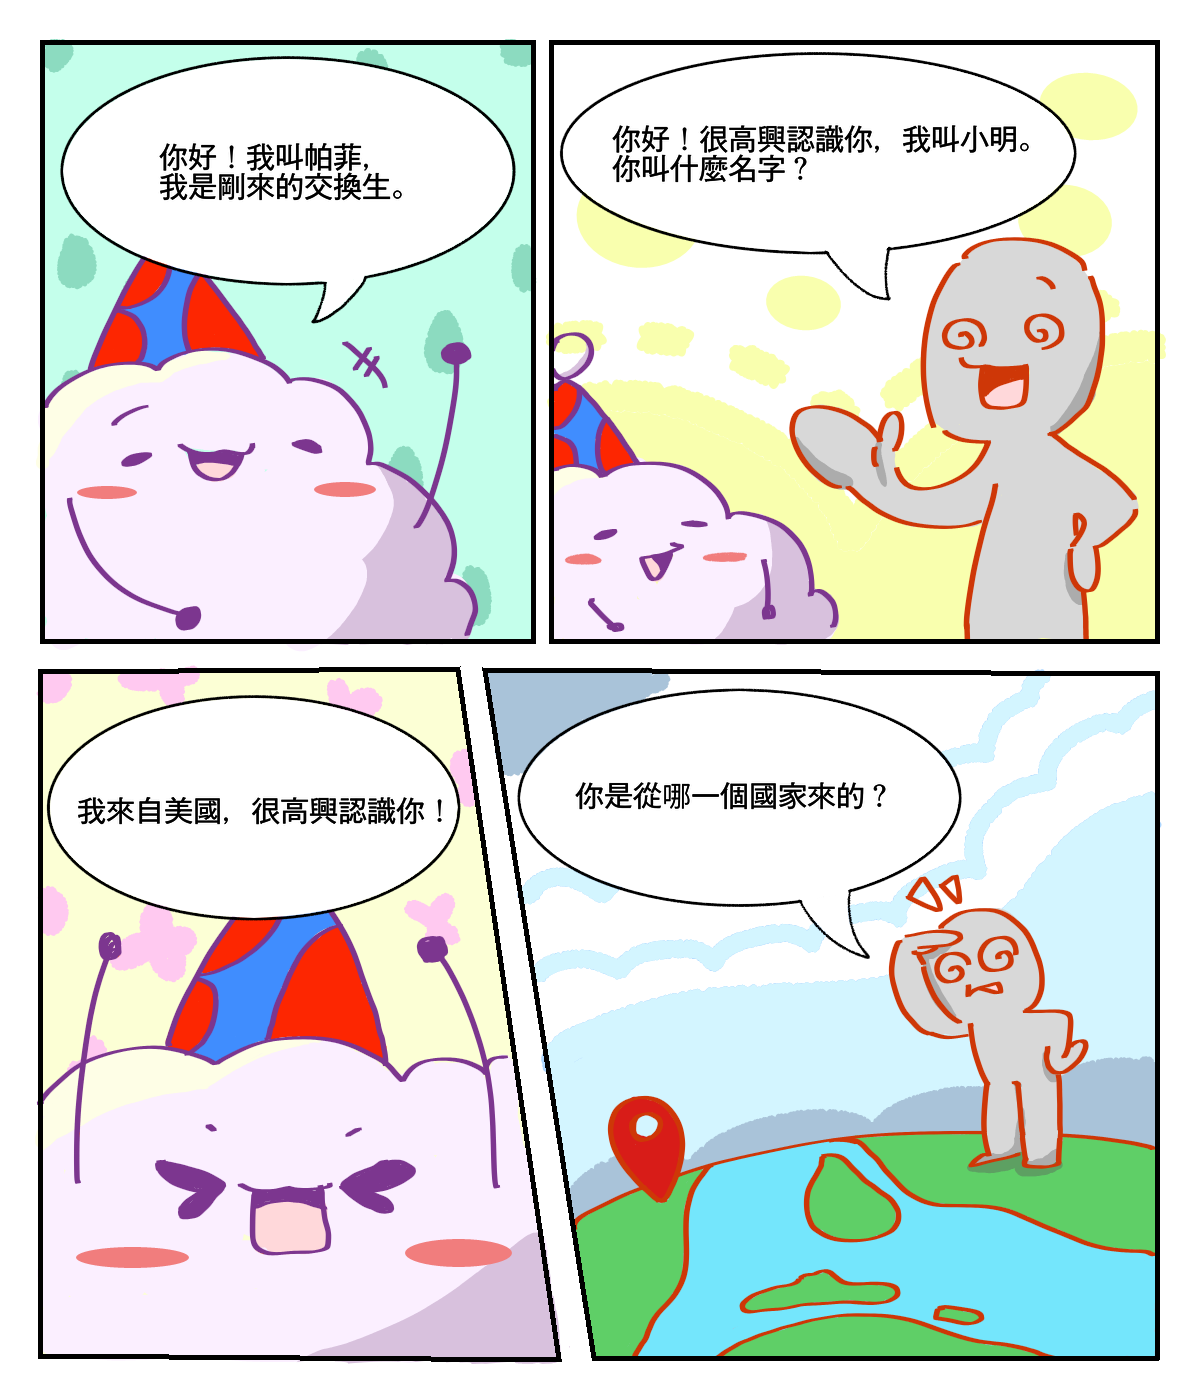 你好！我叫帕菲，
我是剛來的交換生。
你好！很高興認識你，我叫小明。
你叫什麼名字？
我來自美國，很高興認識你！
你是從哪一個國家來的？